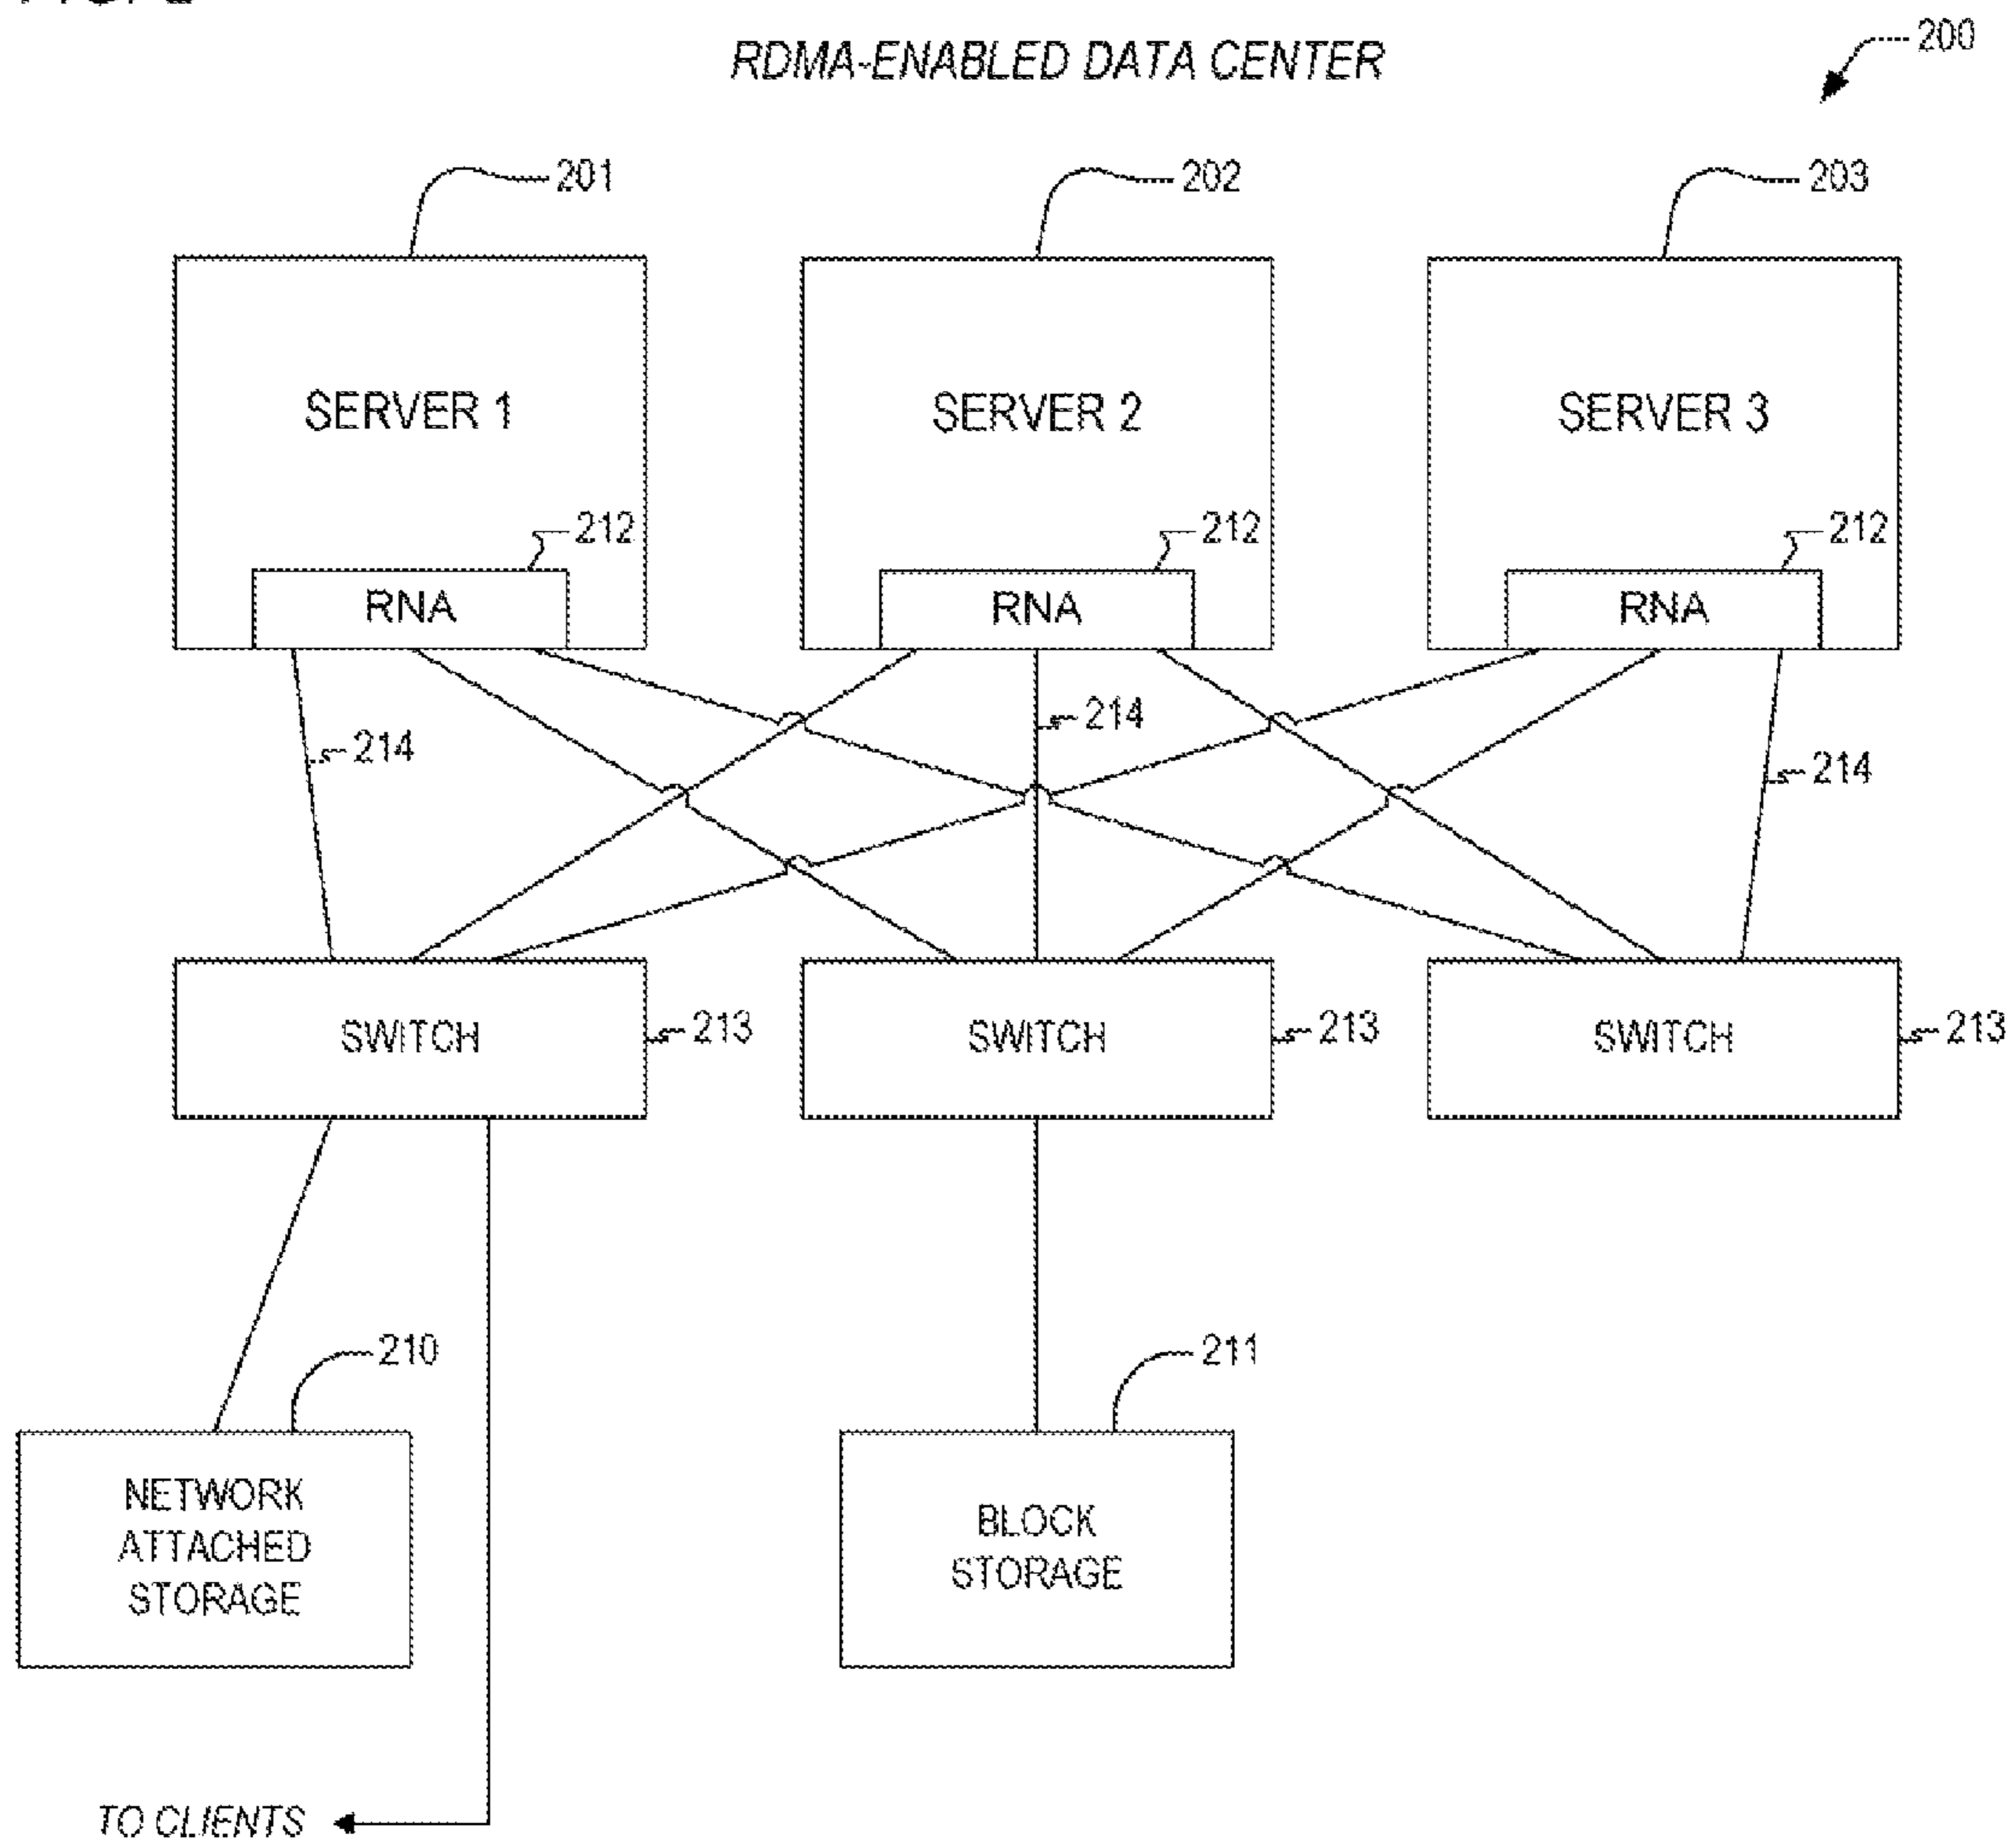 RDMA-ENABLED DATA CENTER
200
201
202
203
SERVER 1
SERVER 2
SERVER 3
212
212
212
RNA
RNA
RNA
214
214
214
SWITCH
213
SWITCH
213
SWITCH
213
210
211
NETWORK
ATTACHED
STORAGE
BLOCK
STORAGE
TO CLIENTS